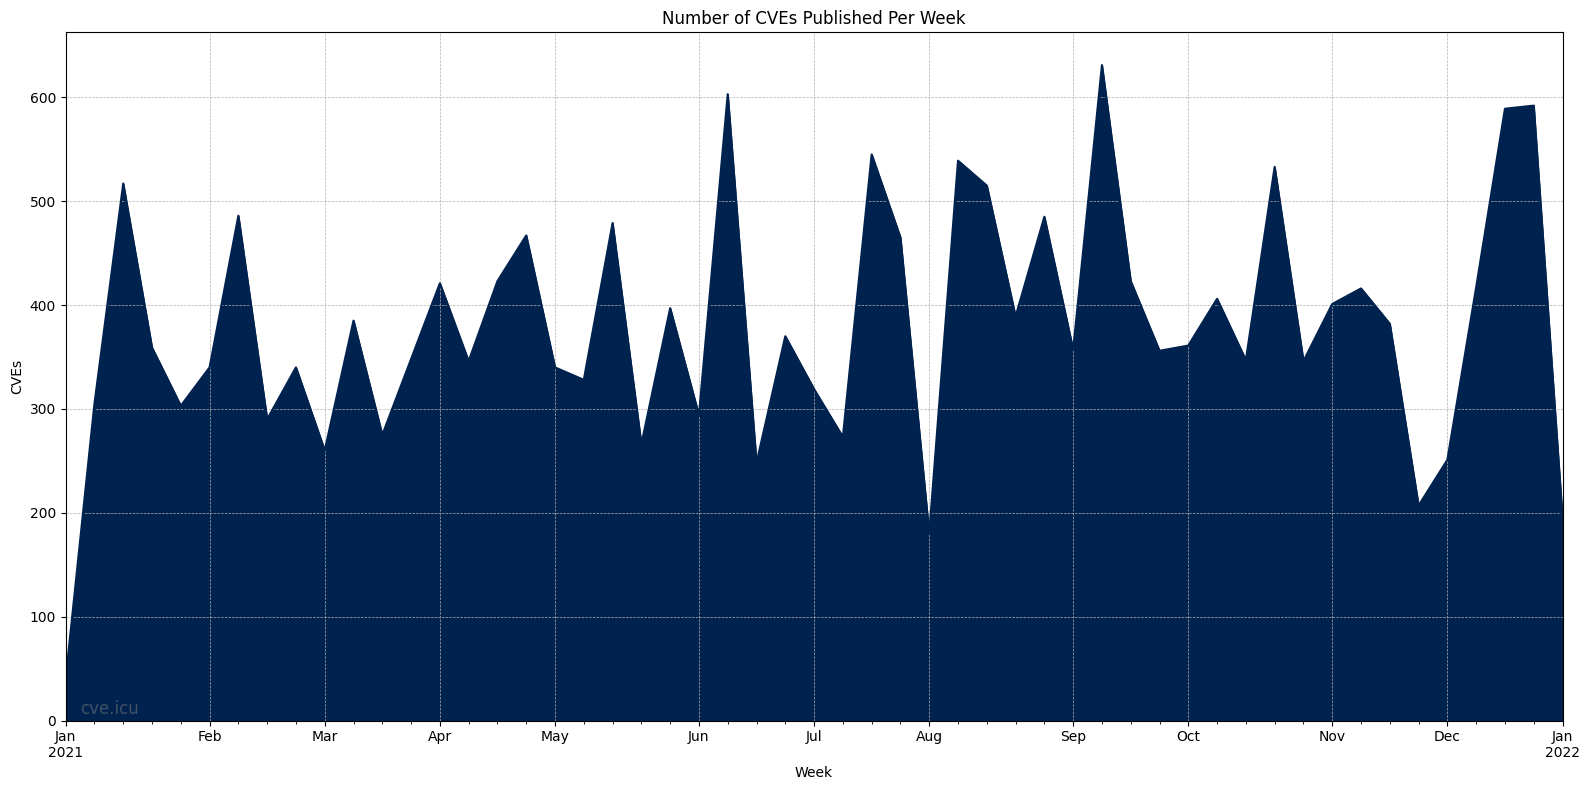 Number of CVEs Published Per Week
600
500
400
300
200
100
0
CVEs
cve.icu
Jan Feb Mar Apr May Jun Jul Aug Sep Oct Nov Dec Jan
2021 2022
Week